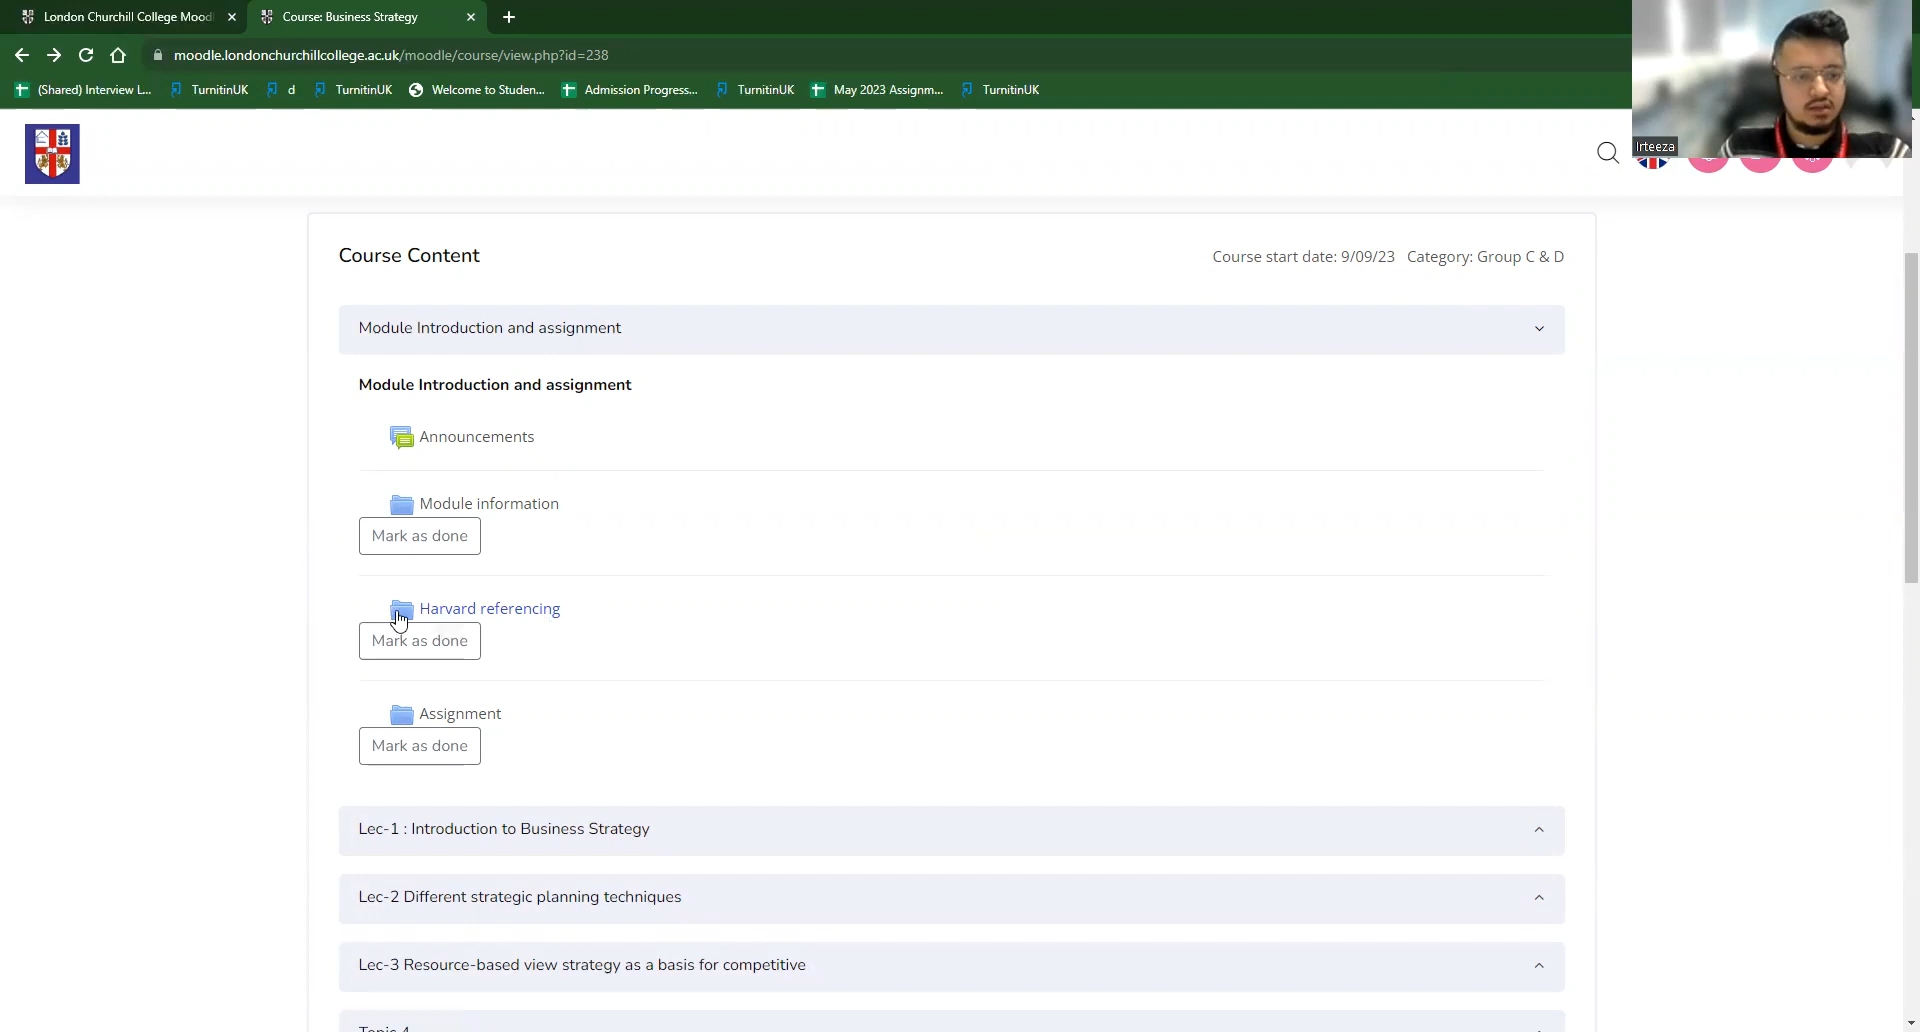 London Churchill College Mood
Course: Business Strategy
moodle.londonchurchillcollege.ac.uk/moodle/course/view.php?id=238
(Shared) Interview L...
TurnitinUK
d
TurnitinUK
Welcome to Studen...
Admission Progress...
TurnitinUK
May 2023 Assignm...
TurnitinUK
Irteeza
Course Content
Course start date: 9/09/23 Category: Group C & D
Module Introduction and assignment
Module Introduction and assignment
Announcements
Module information
Mark as done
Harvard referencing
Mark as done
Assignment
Mark as done
Lec-1 : Introduction to Business Strategy
Lec-2 Different strategic planning techniques
Lec-3 Resource-based view strategy as a basis for competitive
Topic 4